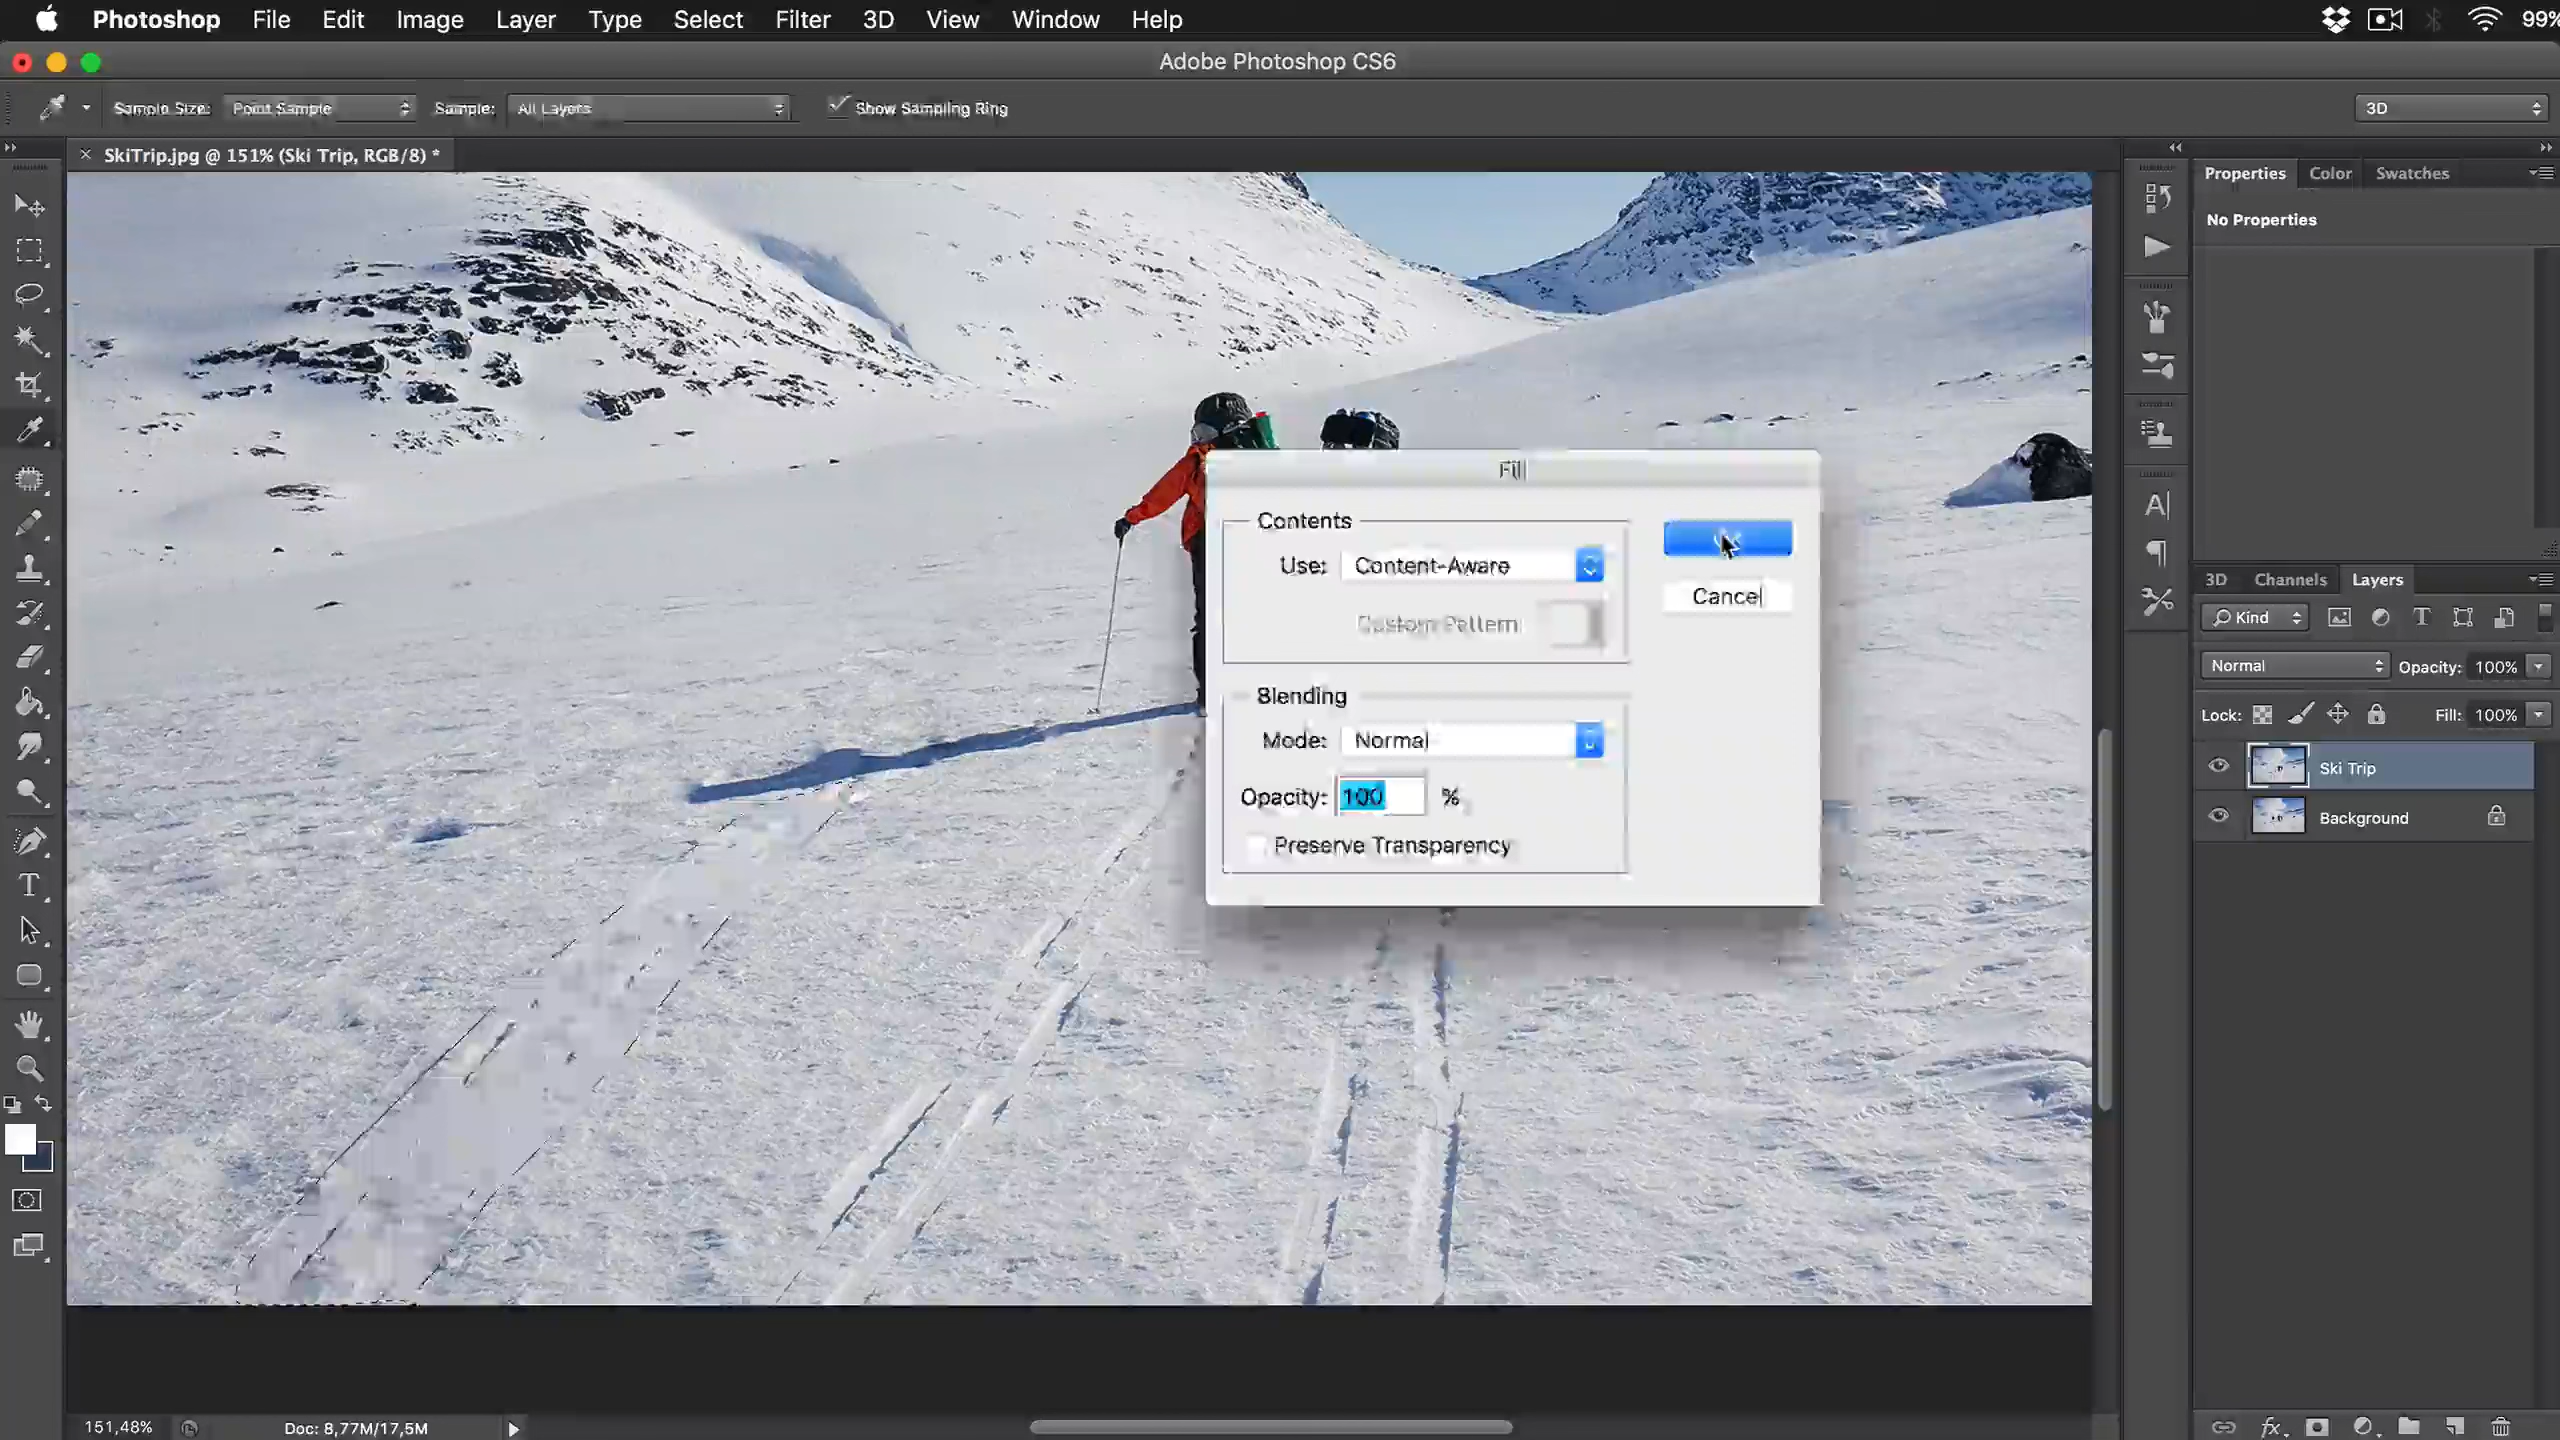 Photoshop File Edit Image Layer Type Select Filter 3D View Window Help 99%
Adobe Photoshop CS6
Sample Size: Point Sample Sample: All Layers Show Sampling Ring 3D
SkiTrip.jpg @ 151% (Ski Trip, RGB/8) *
Properties Color Swatches
No Properties
Fill
Contents
Use: Content-Aware
Cancel
Custom Pattern
Blending
Mode: Normal
Opacity: 100 %
Preserve Transparency
3D Channels Layers
Kind
Normal Opacity: 100%
Lock: Fill: 100%
Ski Trip
Background
151,48% Doc: 8,77M/17,5M